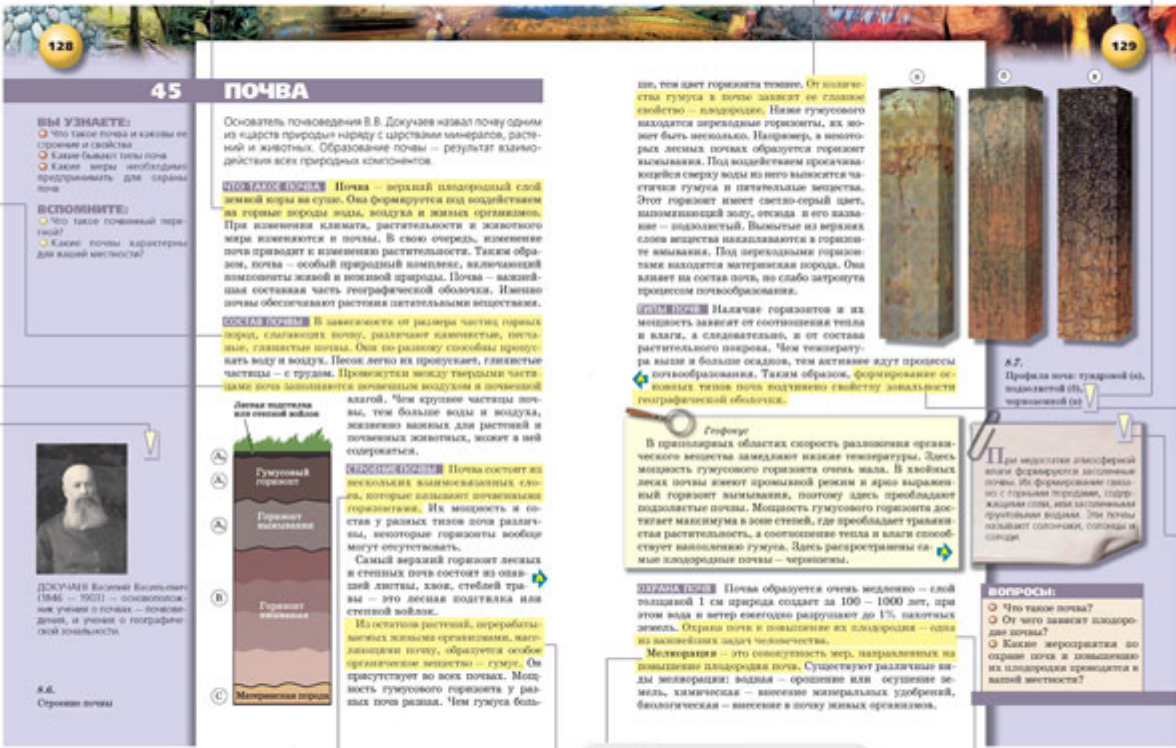 128
45 ПОЧВА
ВЫ УЗНАЕТЕ:
Что такое почва и каковы ее
строение и свойства
Какие бывают типы почв
Какие меры необходимо
предпринимать для охраны
почв
ВСПОМНИТЕ:
Что такое почвенный пере-
гной?
Какие почвы характерны
для вашей местности?
ДОКУЧАЕВ Василий Васильевич
(1846 – 1903) – основополож-
ник учения о почвах – почвове-
дения, и учения о географиче-
ской зональности.
8.6.
Строение почвы
Основатель почвоведения В.В. Докучаев назвал почву одним
из «царств природы» наряду с царствами минералов, расте-
ний и животных. Образование почвы – результат взаимо-
действия всех природных компонентов.
ЧТО ТАКОЕ ПОЧВА Почва – верхний плодородный слой
земной коры на суше. Она формируется под воздействием
на горные породы воды, воздуха и живых организмов.
При изменении климата, растительности и животного
мира изменяются и почвы. В свою очередь, изменение
почв приводит к изменению растительности. Таким обра-
зом, почва – особый природный комплекс, включающий
компоненты живой и неживой природы. Почва – важней-
шая составная часть географической оболочки. Именно
почвы обеспечивают растения питательными веществами.
СОСТАВ ПОЧВЫ В зависимости от размера частиц горных
пород, слагающих почву, различают каменистые, песча-
ные, глинистые почвы. Они по-разному способны пропус-
кать воду и воздух. Песок легко их пропускает, глинистые
частицы – с трудом. Промежутки между твердыми части-
цами почв заполняются почвенным воздухом и почвенной
влагой. Чем крупнее частицы поч-
вы, тем больше воды и воздуха,
жизненно важных для растений и
почвенных животных, может в ней
содержаться.
Лесная подстилка
или степной войлок
Гумусовый
горизонт
Горизонт
вымывания
B
Горизонт
вмывания
C
Материнская порода
СТРОЕНИЕ ПОЧВЫ Почва состоит из
нескольких взаимосвязанных сло-
ев, которые называют почвенными
горизонтами. Их мощность и со-
став у разных типов почв различ-
ны, некоторые горизонты вообще
могут отсутствовать.
Самый верхний горизонт лесных
и степных почв состоит из опав-
шей листвы, хвои, стеблей тра-
вы – это лесная подстилка или
степной войлок.
Из остатков растений, перерабаты-
ваемых живыми организмами, насе-
ляющими почву, образуется особое
органическое вещество – гумус. Он
присутствует во всех почвах. Мощ-
ность гумусового горизонта у раз-
ных почв разная. Чем гумуса боль-
129
ше, тем цвет горизонта темнее. От количе-
ства гумуса в почве зависит ее главное
свойство – плодородие. Ниже гумусового
находятся переходные горизонты, их мо-
жет быть несколько. Например, в некото-
рых лесных почвах образуется горизонт
вымывания. Под воздействием просачива-
ющейся сверху воды из него выносятся ча-
стички гумуса и питательные вещества.
Этот горизонт имеет светло-серый цвет,
напоминающий золу, отсюда и его назва-
ние – подзолистый. Вымытые из верхних
слоев вещества накапливаются в горизон-
те вмывания. Под переходными горизон-
тами находится материнская порода. Она
влияет на состав почв, но слабо затронута
процессом почвообразования.
ТИПЫ ПОЧВ Наличие горизонтов и их
мощность зависят от соотношения тепла
и влаги, а следовательно, и от состава
растительного покрова. Чем температу-
ра выше и больше осадков, тем активнее идут процессы
почвообразования. Таким образом, формирование ос-
новных типов почв подчинено свойству зональности
географической оболочки.
а
б
в
8.7.
Профили почв: тундровой (а),
подзолистой (б),
черноземной (в)
Геофокус
В приполярных областях скорость разложения органи-
ческого вещества замедляют низкие температуры. Здесь
мощность гумусового горизонта очень мала. В хвойных
лесах почвы имеют промывной режим и ярко выражен-
ный горизонт вымывания, поэтому здесь преобладают
подзолистые почвы. Мощность гумусового горизонта дос-
тигает максимума в зоне степей, где преобладает травяни-
стая растительность, а соотношение тепла и влаги способ-
ствует накоплению гумуса. Здесь распространены са-
мые плодородные почвы – черноземы.
При недостатке атмосферной
влаги формируются засоленные
почвы. Их формирование связа-
но с горными породами, содер-
жащими соли, или засоленными
грунтовыми водами. Эти почвы
называют солончаки, солонцы и
солоди.
ОХРАНА ПОЧВ Почва образуется очень медленно – слой
толщиной 1 см природа создает за 100 – 1000 лет, при
этом вода и ветер ежегодно разрушают до 1% пахотных
земель. Охрана почв и повышение их плодородия – одна
из важнейших задач человечества.
Мелиорация – это совокупность мер, направленных на
повышение плодородия почв. Существуют различные ви-
ды мелиорации: водная – орошение или осушение зе-
мель, химическая – внесение минеральных удобрений,
биологическая – внесение в почву живых организмов.
ВОПРОСЫ:
Что такое почва?
От чего зависит плодоро-
дие почвы?
Какие мероприятия по
охране почв и повышению
их плодородия проводятся в
вашей местности?